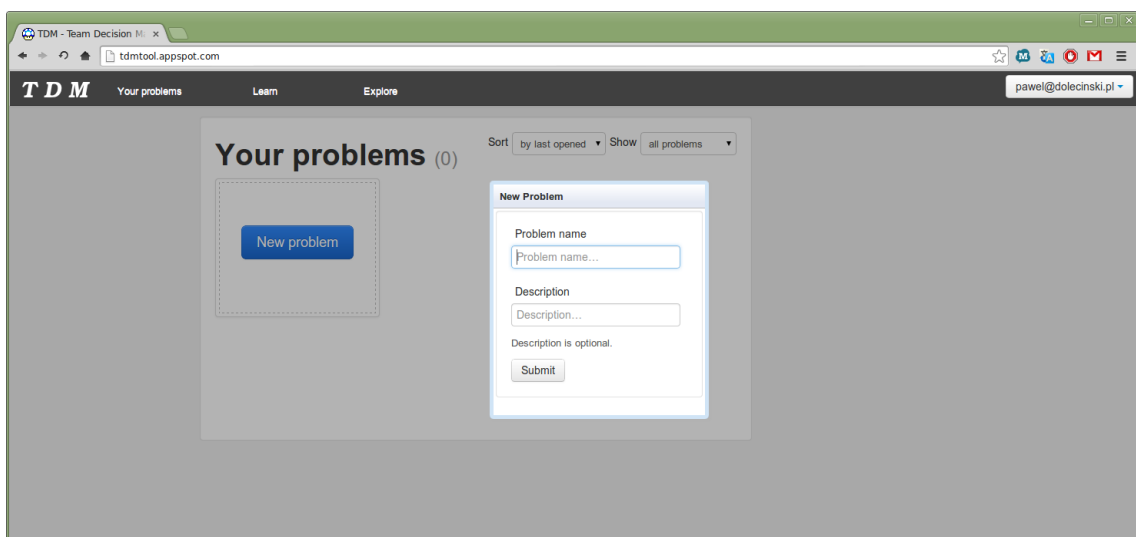 TDM - Team Decision Ma
tdmtool.appspot.com
T D M Your problems Learn Explore pawel@dolecinski.pl
Your problems (0)
Sort by last opened Show all problems
New problem
New Problem
Problem name
Problem name...
Description
Description...
Description is optional.
Submit